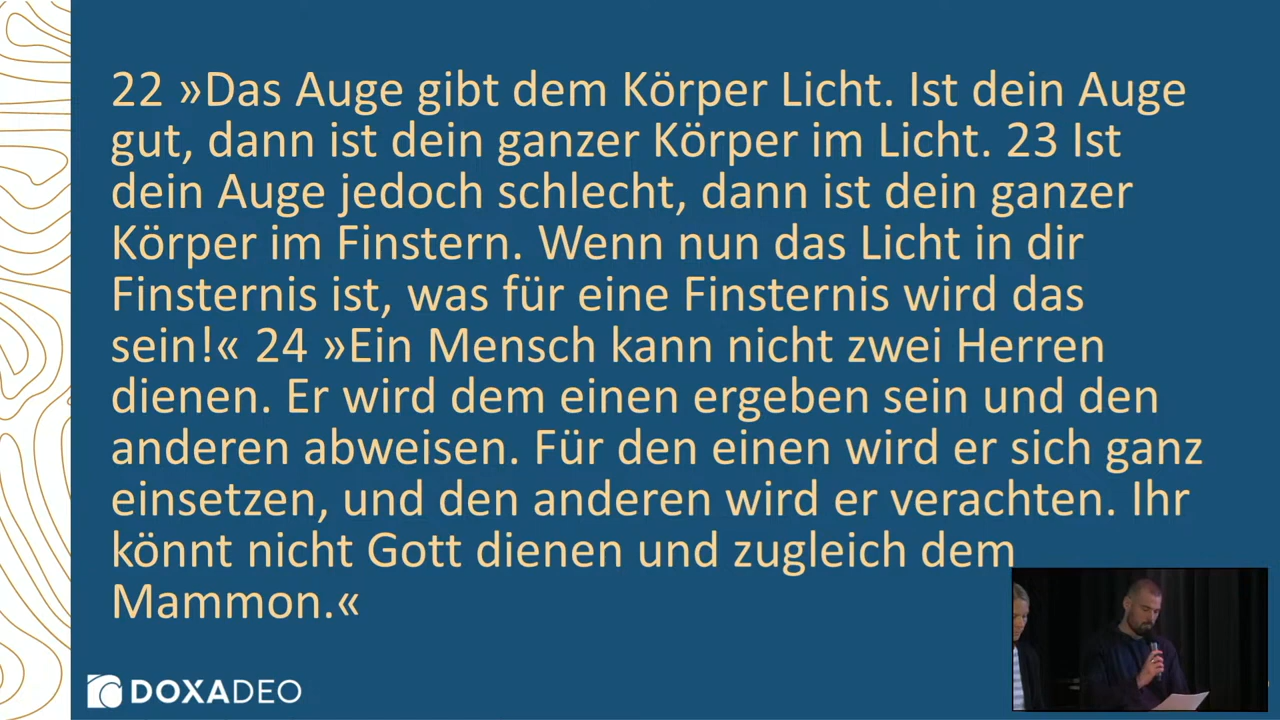 22 »Das Auge gibt dem Körper Licht. Ist dein Auge
gut, dann ist dein ganzer Körper im Licht. 23 Ist
dein Auge jedoch schlecht, dann ist dein ganzer
Körper im Finstern. Wenn nun das Licht in dir
Finsternis ist, was für eine Finsternis wird das
sein!« 24 »Ein Mensch kann nicht zwei Herren
dienen. Er wird dem einen ergeben sein und den
anderen abweisen. Für den einen wird er sich ganz
einsetzen, und den anderen wird er verachten. Ihr
könnt nicht Gott dienen und zugleich dem
Mammon.«
DOXADEO